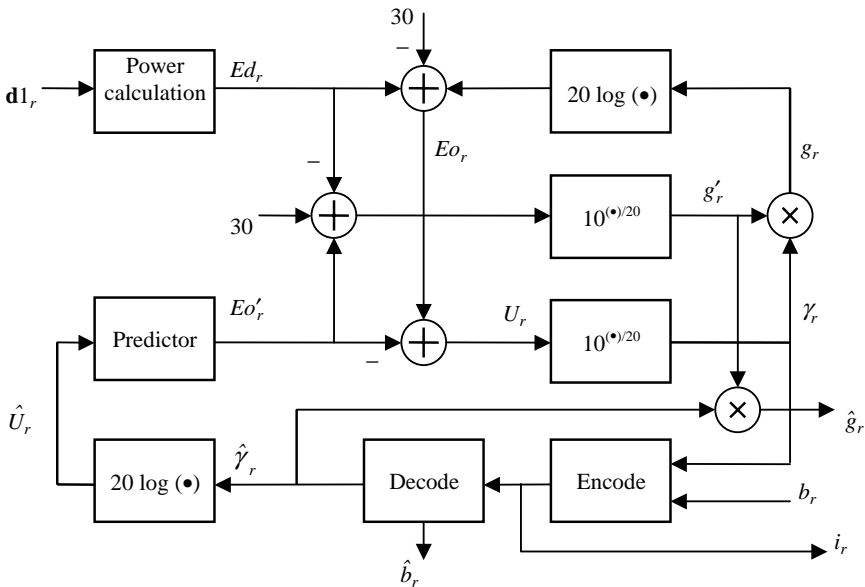 30
–
𝐝1ᵣ
Power
calculation
Edᵣ
20 log (•)
Eoᵣ
gᵣ
–
30
g′ᵣ
10^(•)/20
Predictor
Eo′ᵣ
–
Uᵣ
10^(•)/20
γᵣ
Ûᵣ
20 log (•)
γ̂ᵣ
Decode
Encode
ĝᵣ
bᵣ
b̂ᵣ
iᵣ